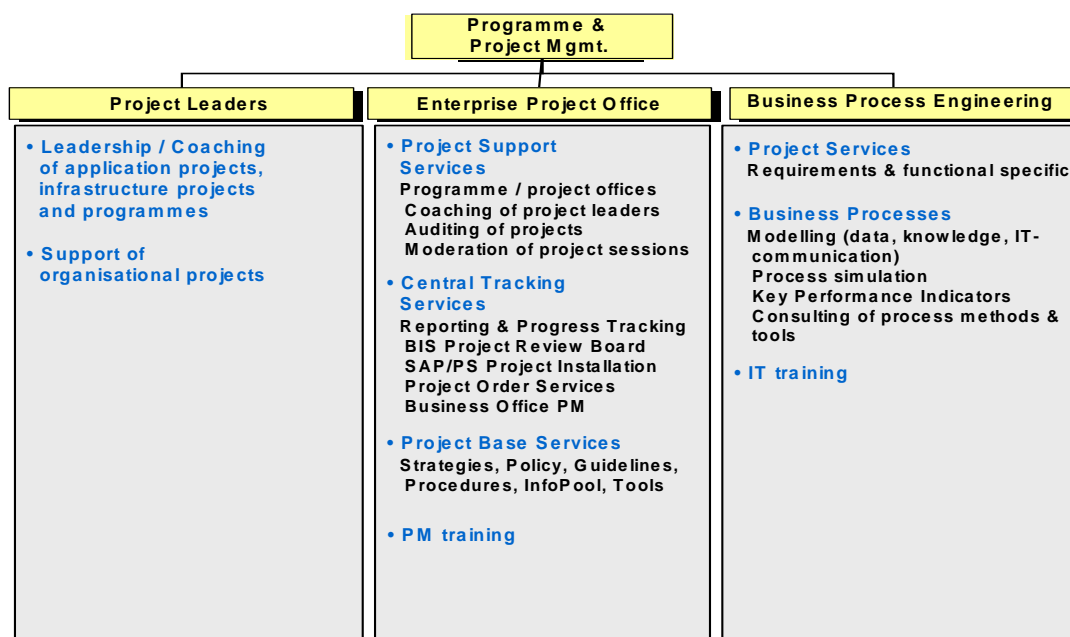 Programme &
Project Mgmt.
Project Leaders
• Leadership / Coaching
of application projects,
infrastructure projects
and programmes
• Support of
organisational projects
Enterprise Project Office
• Project Support
Services
Programme / project offices
Coaching of project leaders
Auditing of projects
Moderation of project sessions
• Central Tracking
Services
Reporting & Progress Tracking
BIS Project Review Board
SAP/PS Project Installation
Project Order Services
Business Office PM
• Project Base Services
Strategies, Policy, Guidelines,
Procedures, InfoPool, Tools
• PM training
Business Process Engineering
• Project Services
Requirements & functional specific
• Business Processes
Modelling (data, knowledge, IT-
communication)
Process simulation
Key Performance Indicators
Consulting of process methods &
tools
• IT training